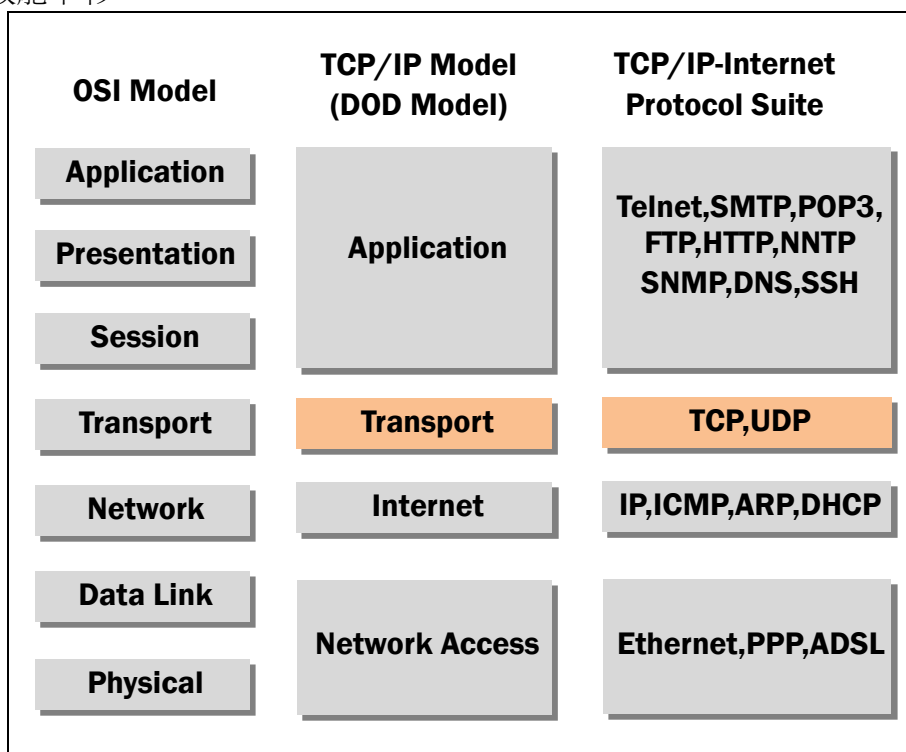 OSI Model
TCP/IP Model
(DOD Model)
TCP/IP-Internet
Protocol Suite
Application
Presentation
Session
Transport
Network
Data Link
Physical
Application
Transport
Internet
Network Access
Telnet,SMTP,POP3,
FTP,HTTP,NNTP
SNMP,DNS,SSH
TCP,UDP
IP,ICMP,ARP,DHCP
Ethernet,PPP,ADSL